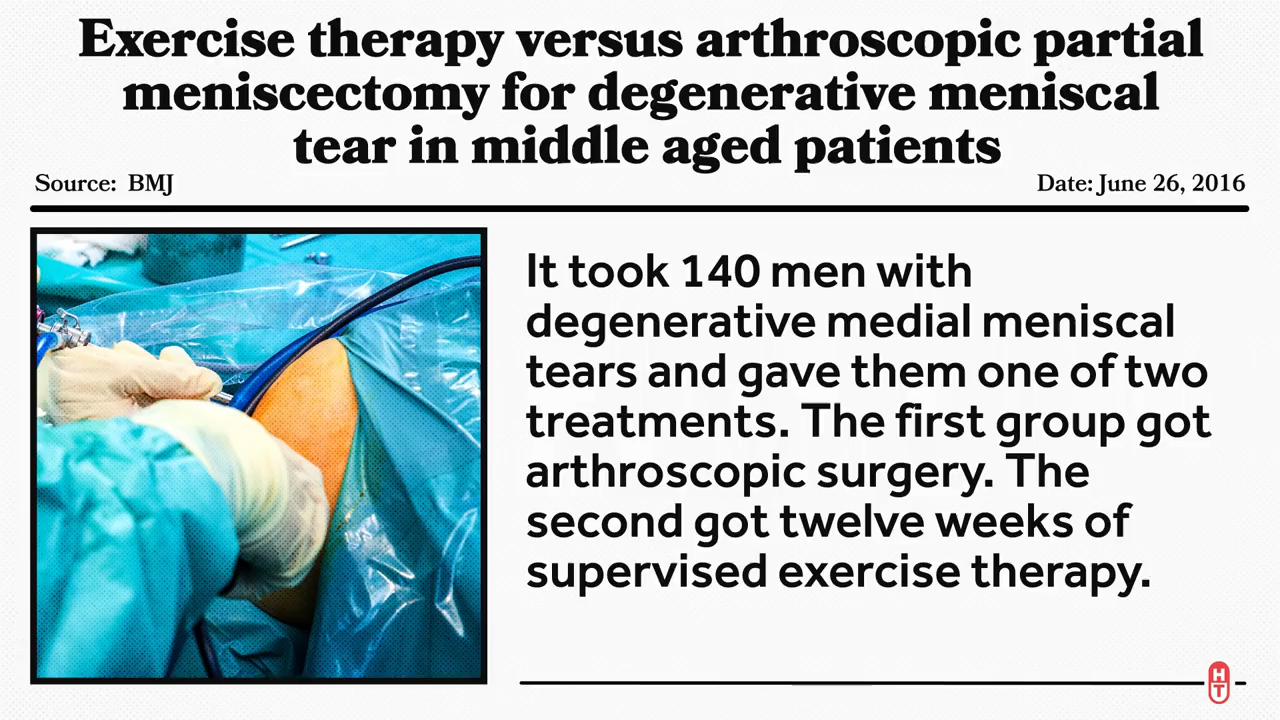 Exercise therapy versus arthroscopic partial
meniscectomy for degenerative meniscal
tear in middle aged patients
Source: BMJ
Date: June 26, 2016
It took 140 men with
degenerative medial meniscal
tears and gave them one of two
treatments. The first group got
arthroscopic surgery. The
second got twelve weeks of
supervised exercise therapy.
HT